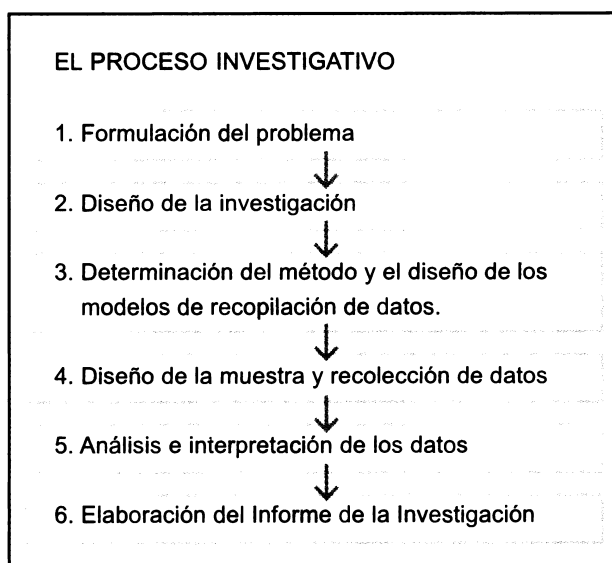 EL PROCESO INVESTIGATIVO
1. Formulación del problema
2. Diseño de la investigación
3. Determinación del método y el diseño de los
modelos de recopilación de datos.
4. Diseño de la muestra y recolección de datos
5. Análisis e interpretación de los datos
6. Elaboración del Informe de la Investigación